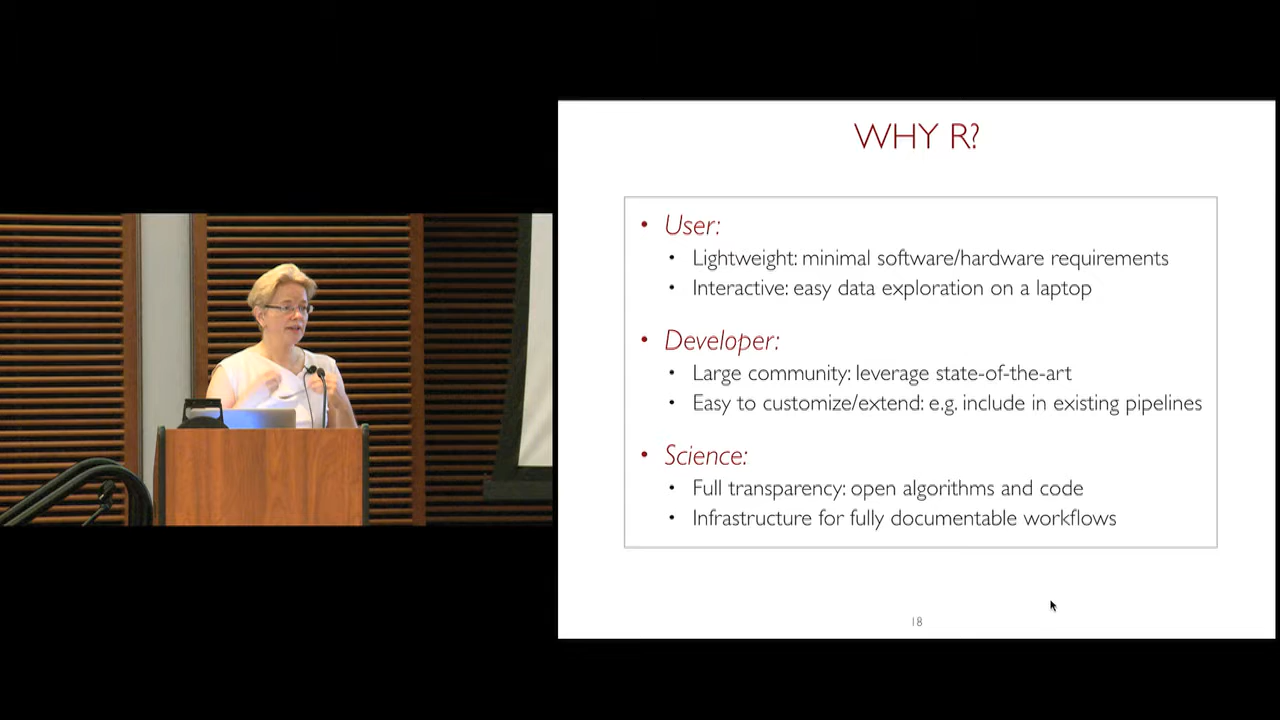 WHY R?
• User:
• Lightweight: minimal software/hardware requirements
• Interactive: easy data exploration on a laptop
• Developer:
• Large community: leverage state-of-the-art
• Easy to customize/extend: e.g. include in existing pipelines
• Science:
• Full transparency: open algorithms and code
• Infrastructure for fully documentable workflows
18